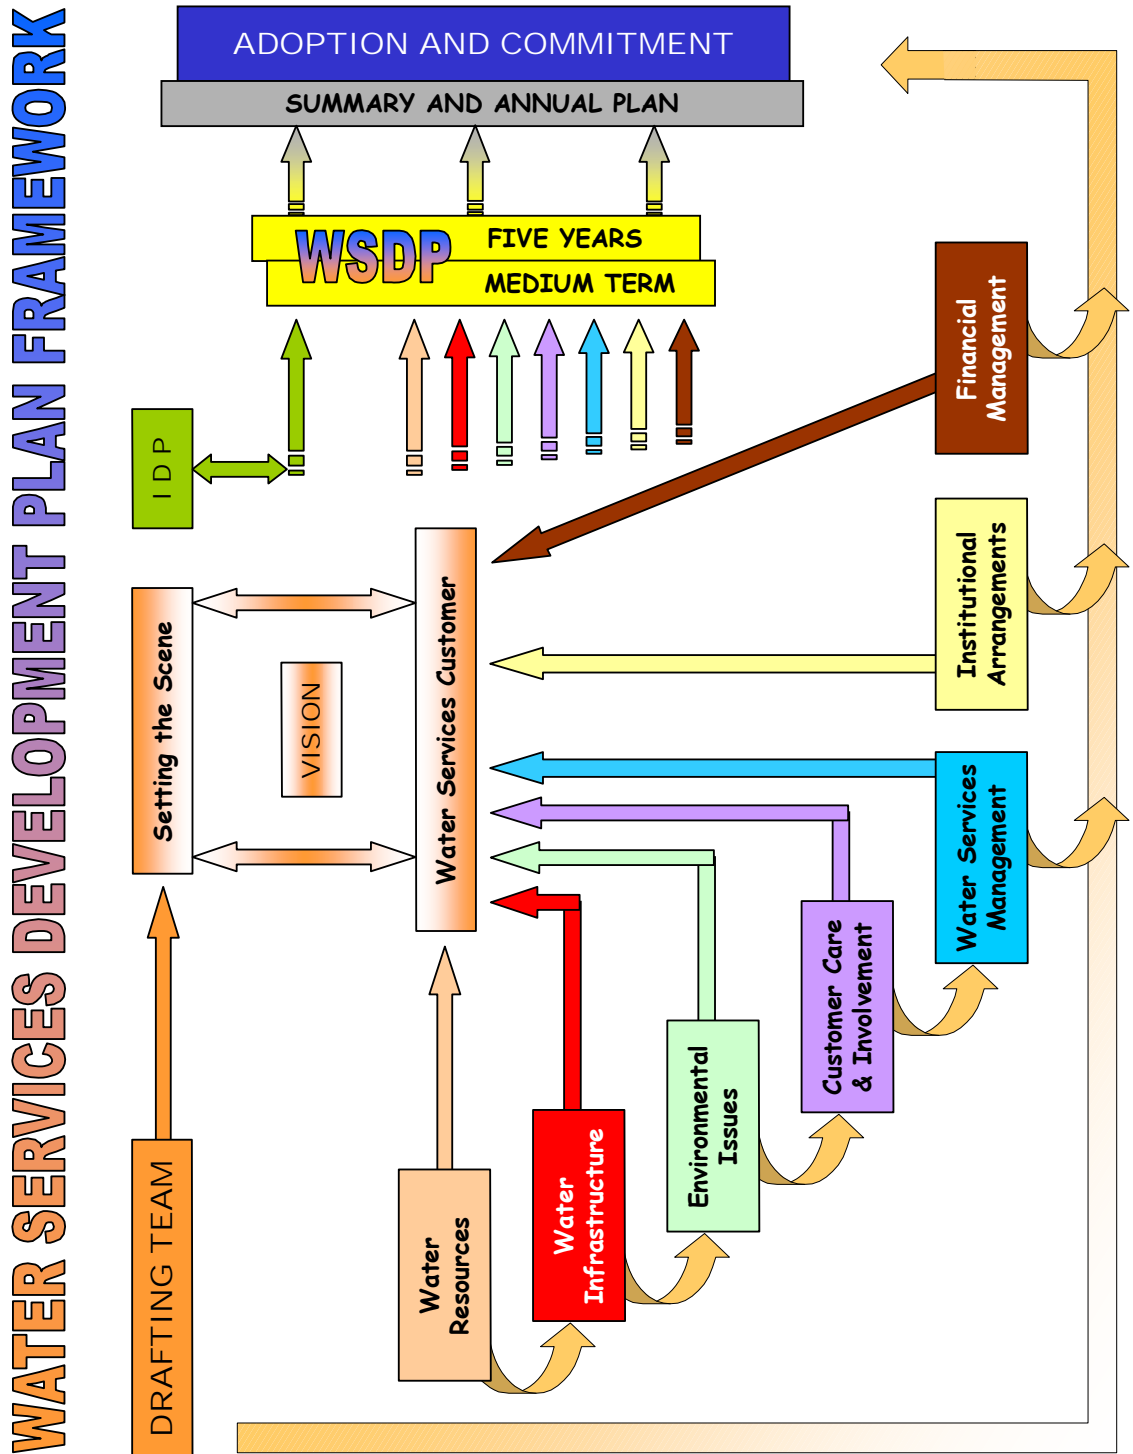 WATER SERVICES DEVELOPMENT PLAN FRAMEWORK
ADOPTION AND COMMITMENT
SUMMARY AND ANNUAL PLAN
WSDP
FIVE YEARS
MEDIUM TERM
IDP
Setting the Scene
VISION
Water Services Customer
DRAFTING TEAM
Water
Resources
Water
Infrastructure
Environmental
Issues
Customer Care
& Involvement
Water Services
Management
Institutional
Arrangements
Financial
Management